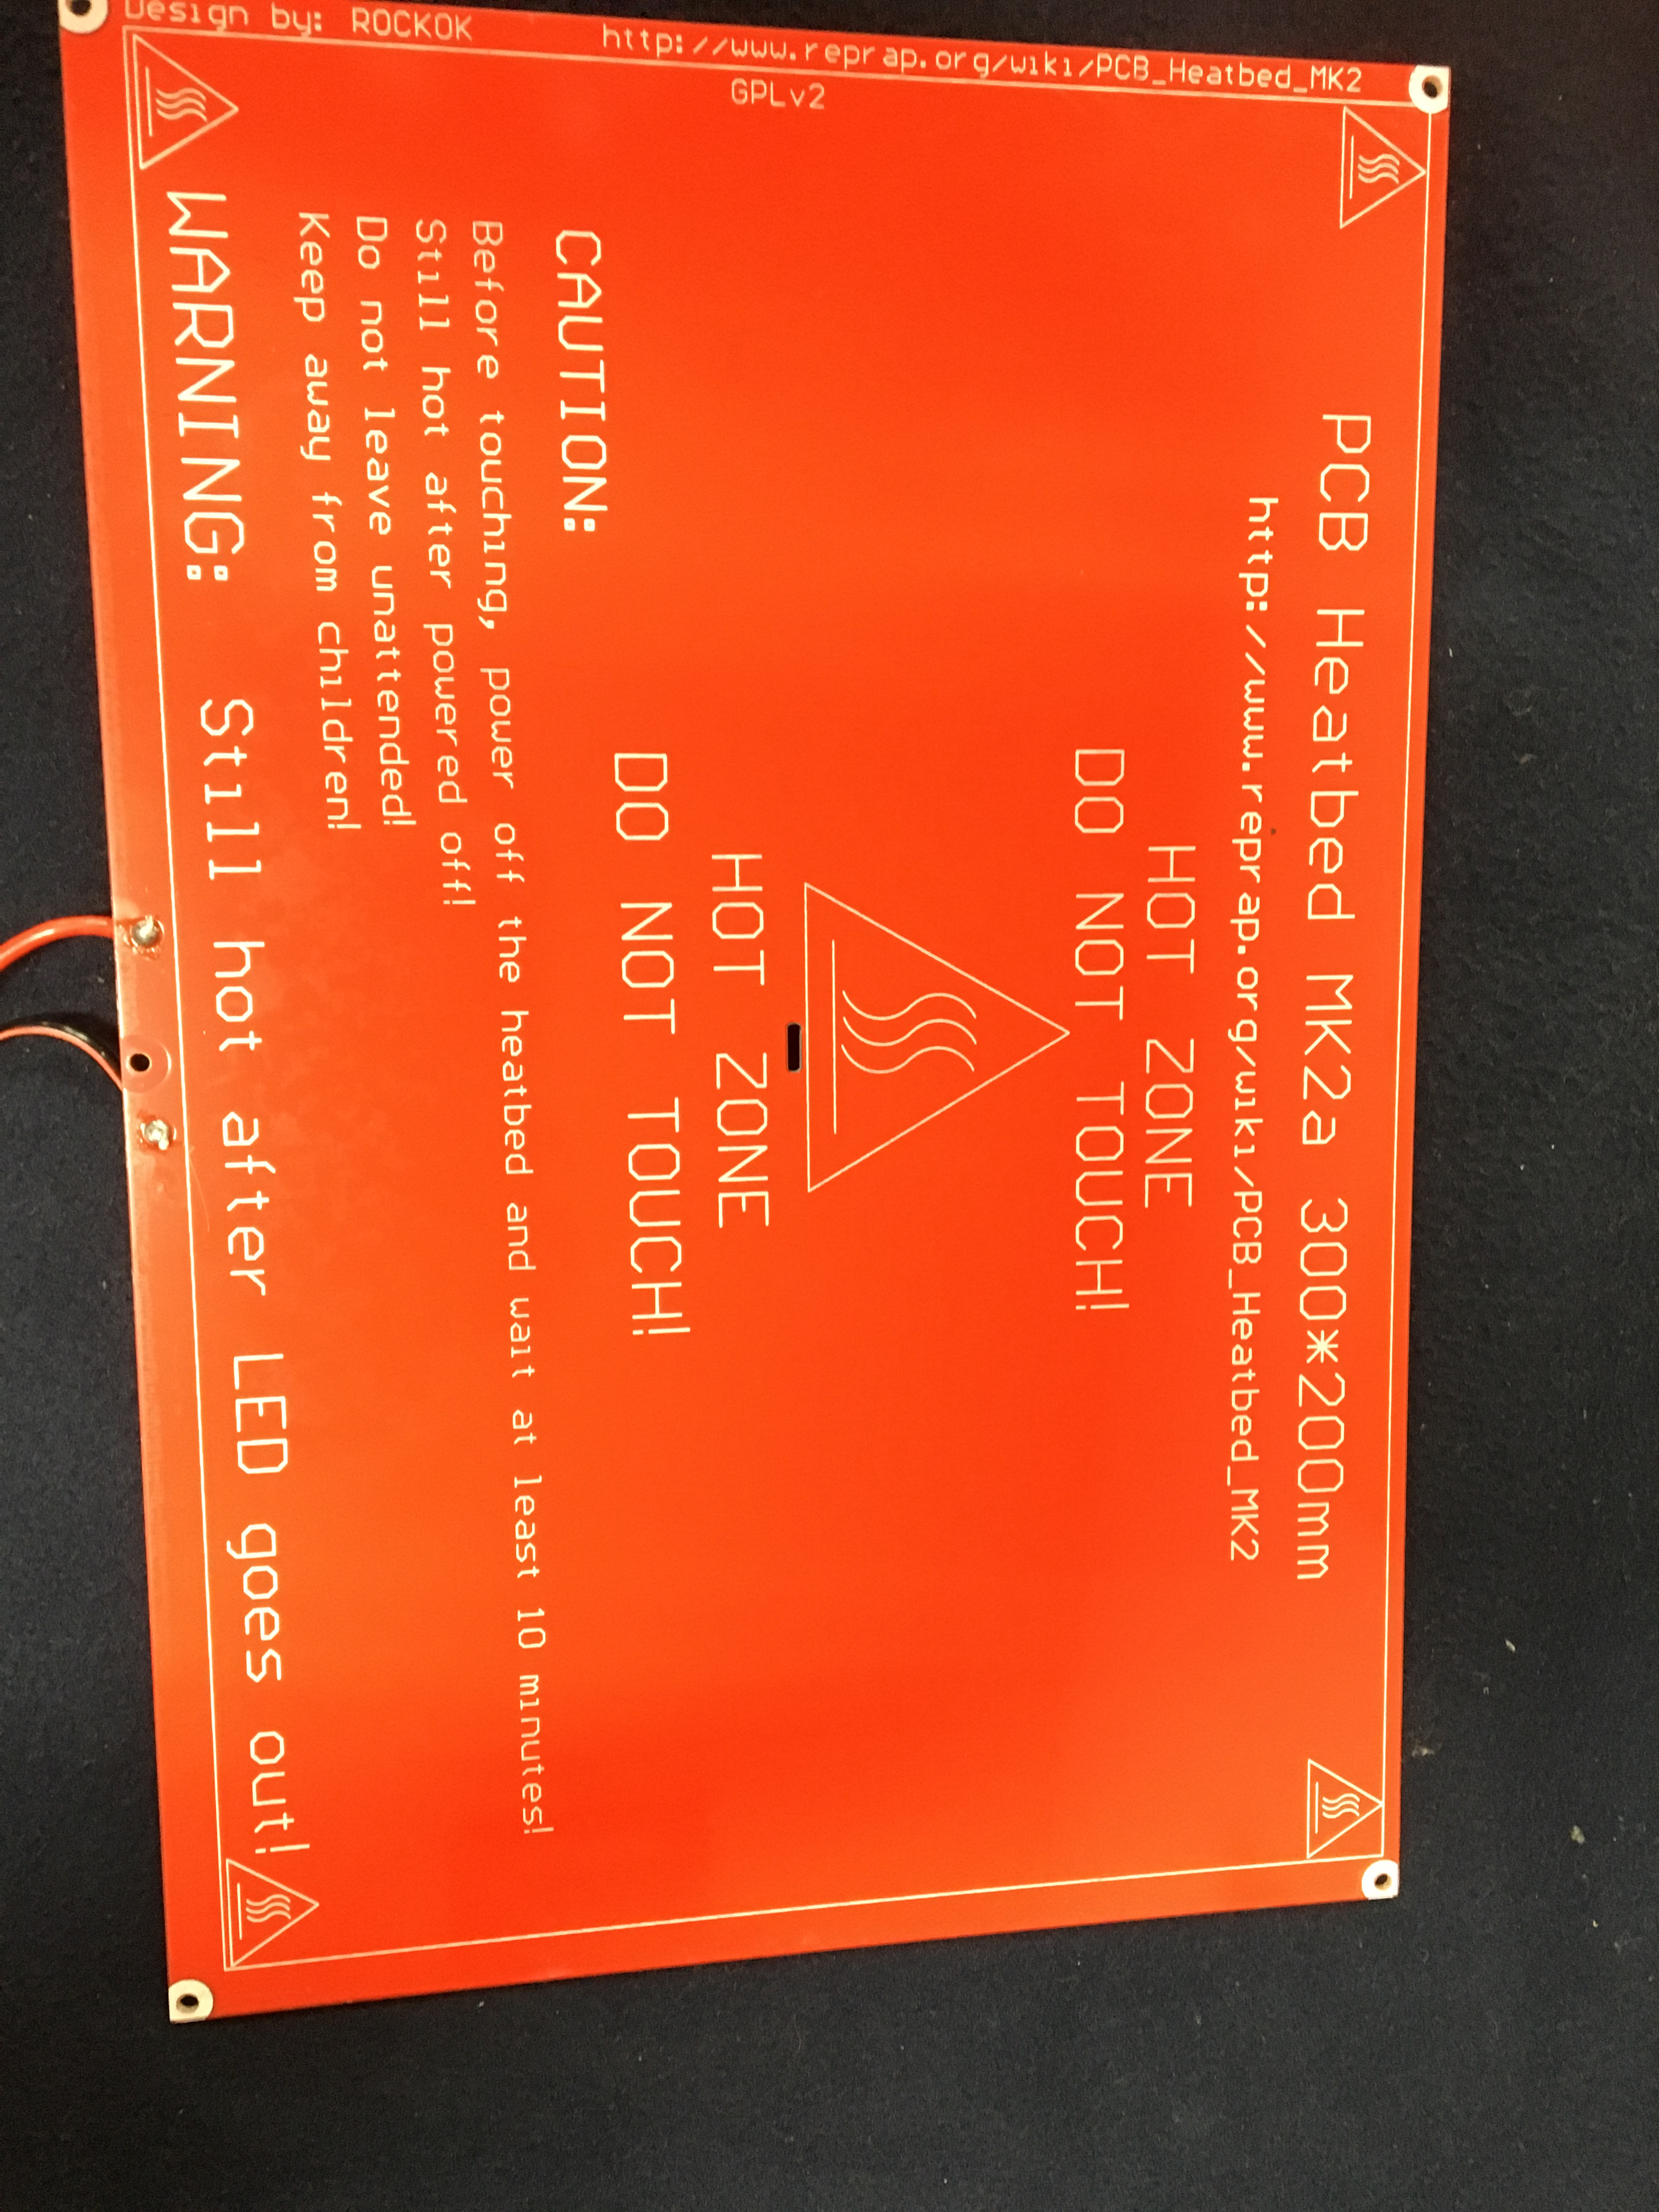 Design by: ROCKOK
http://www.reprap.org/wiki/PCB_Heatbed_MK2
GPLv2
PCB Heatbed MK2a 300*200mm
http://www.reprap.org/wiki/PCB_Heatbed_MK2
HOT ZONE
DO NOT TOUCH!
HOT ZONE
DO NOT TOUCH!
CAUTION:
Before touching, power off the heatbed and wait at least 10 minutes!
Still hot after powered off!
Do not leave unattended!
Keep away from children!
WARNING: Still hot after LED goes out!